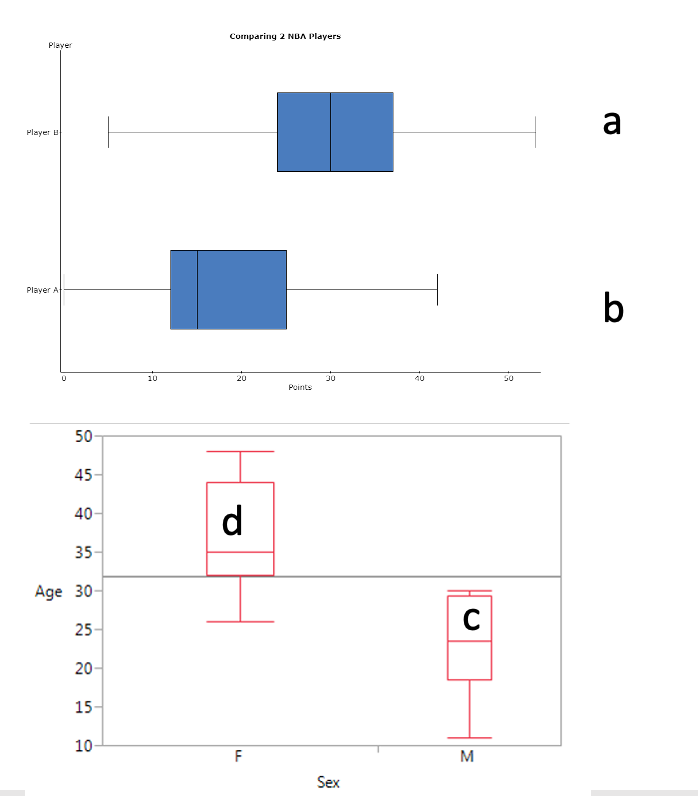 Comparing 2 NBA Players
Player
Player B
a
Player A
b
0 10 20 30 40 50
Points
50
45
40
d
35
Age 30
c
25
20
15
10
F M
Sex